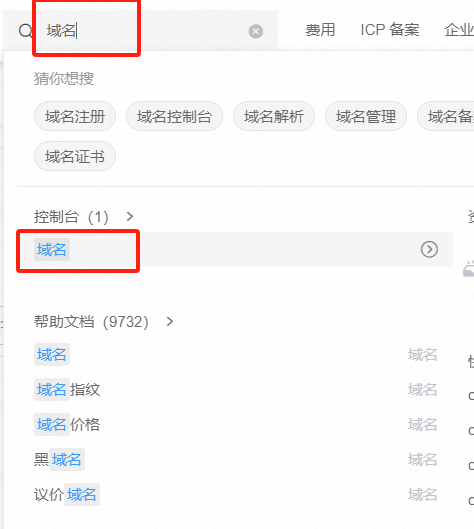 域名 费用 ICP 备案 企业
猜你想搜
域名注册 域名控制台 域名解析 域名管理 域名备
域名证书
控制台（1）
域名
帮助文档（9732）
域名 域名
域名指纹 域名
域名价格 域名
黑域名 域名
议价域名 域名